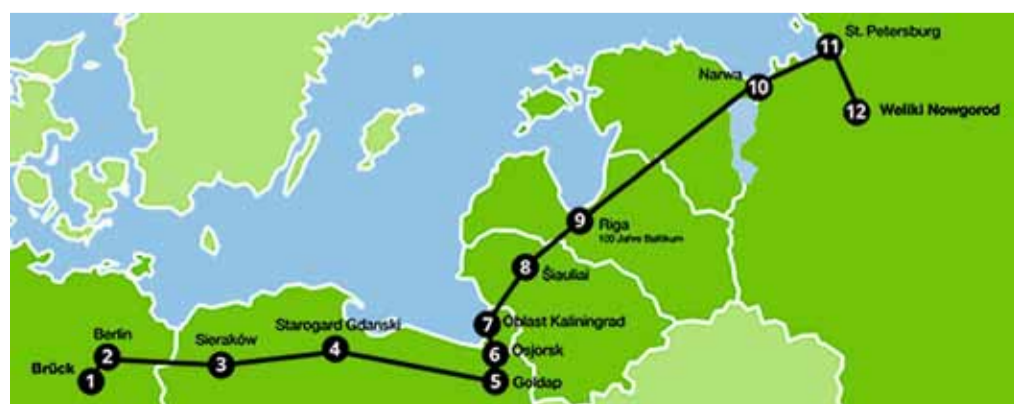 Brück
1
Berlin
2
Sieraków
3
Starogard Gdanski
4
5
Goldap
6
Osjorsk
7
Oblast Kaliningrad
8
Šiauliai
9
Riga
100 Jahre Baltikum
Narwa
10
11
St. Petersburg
12
Weliki Nowgorod